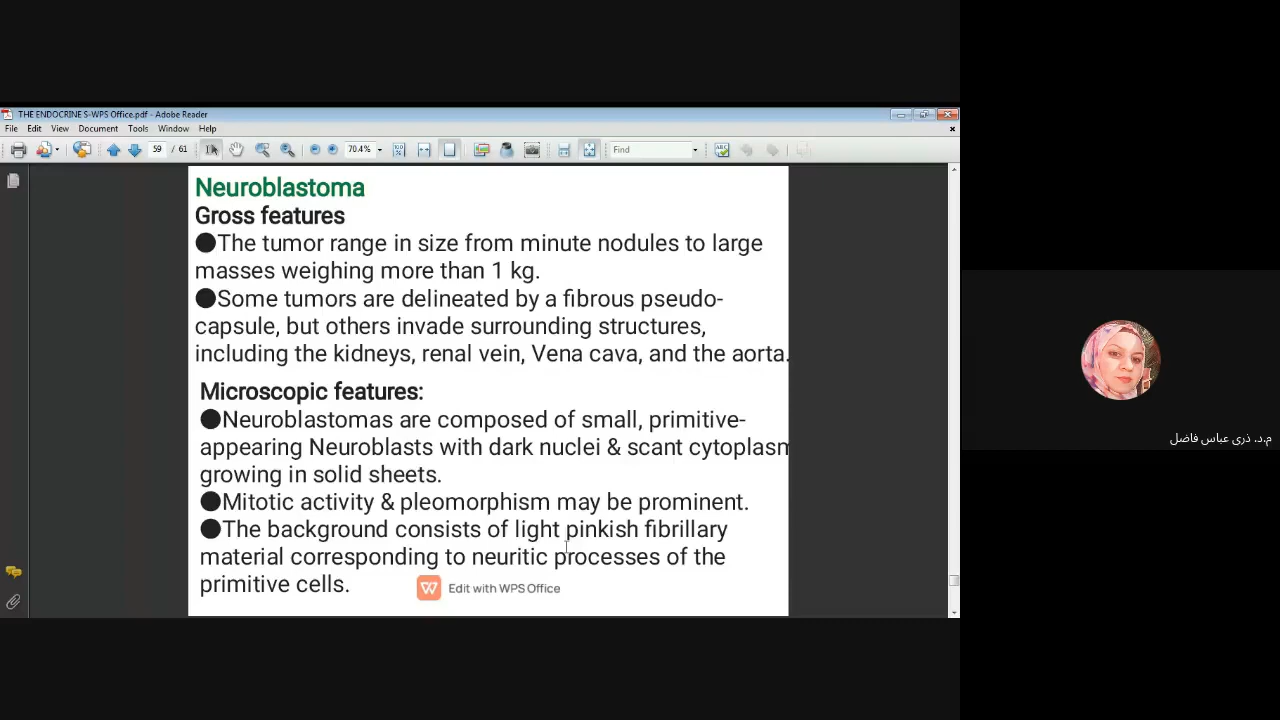 THE ENDOCRINE S-WPS Office.pdf - Adobe Reader
File Edit View Document Tools Window Help
59 / 61 70.4% Find
Neuroblastoma
Gross features
●The tumor range in size from minute nodules to large
masses weighing more than 1 kg.
●Some tumors are delineated by a fibrous pseudo-
capsule, but others invade surrounding structures,
including the kidneys, renal vein, Vena cava, and the aorta.
Microscopic features:
●Neuroblastomas are composed of small, primitive-
appearing Neuroblasts with dark nuclei & scant cytoplasm
growing in solid sheets.
●Mitotic activity & pleomorphism may be prominent.
●The background consists of light pinkish fibrillary
material corresponding to neuritic processes of the
primitive cells.
Edit with WPS Office
م.د. ذرى عباس فاضل